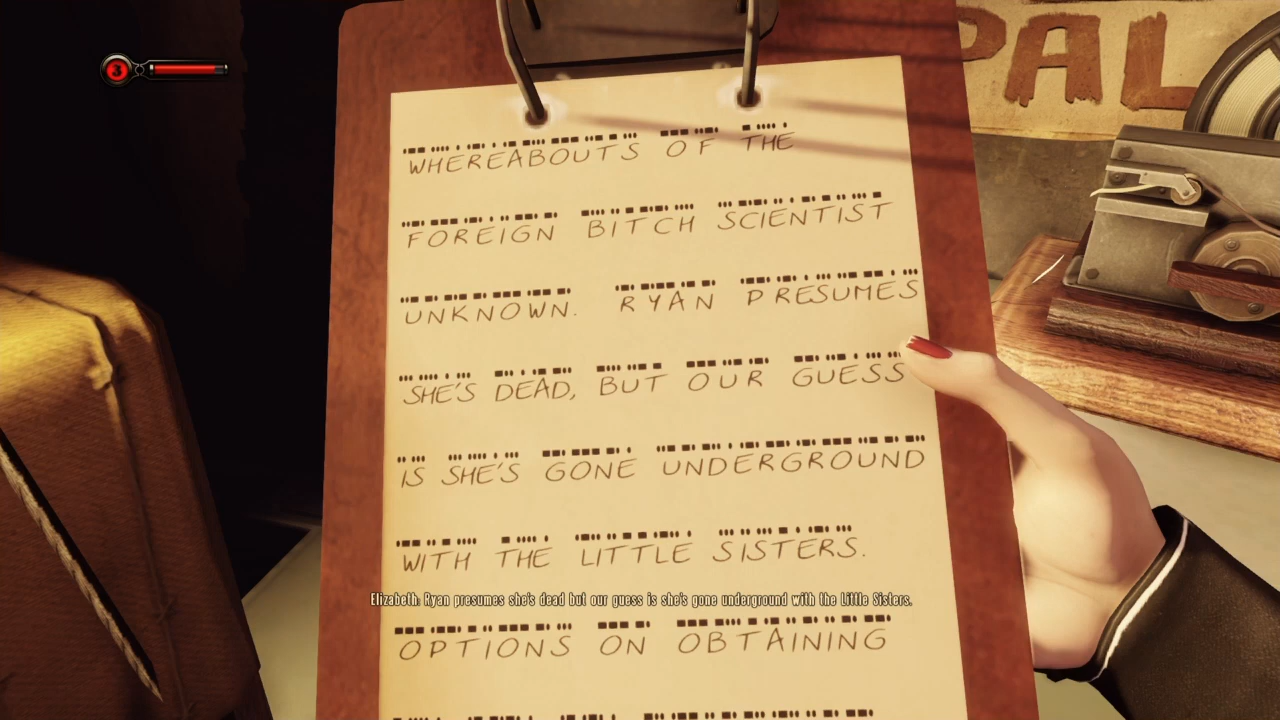 3
PAL
WHEREABOUTS OF THE
FOREIGN BITCH SCIENTIST
UNKNOWN. RYAN PRESUMES
SHE'S DEAD, BUT OUR GUESS
IS SHE'S GONE UNDERGROUND
WITH THE LITTLE SISTERS.
Elizabeth: Ryan presumes she's dead but our guess is she's gone underground with the Little Sisters.
OPTIONS ON OBTAINING